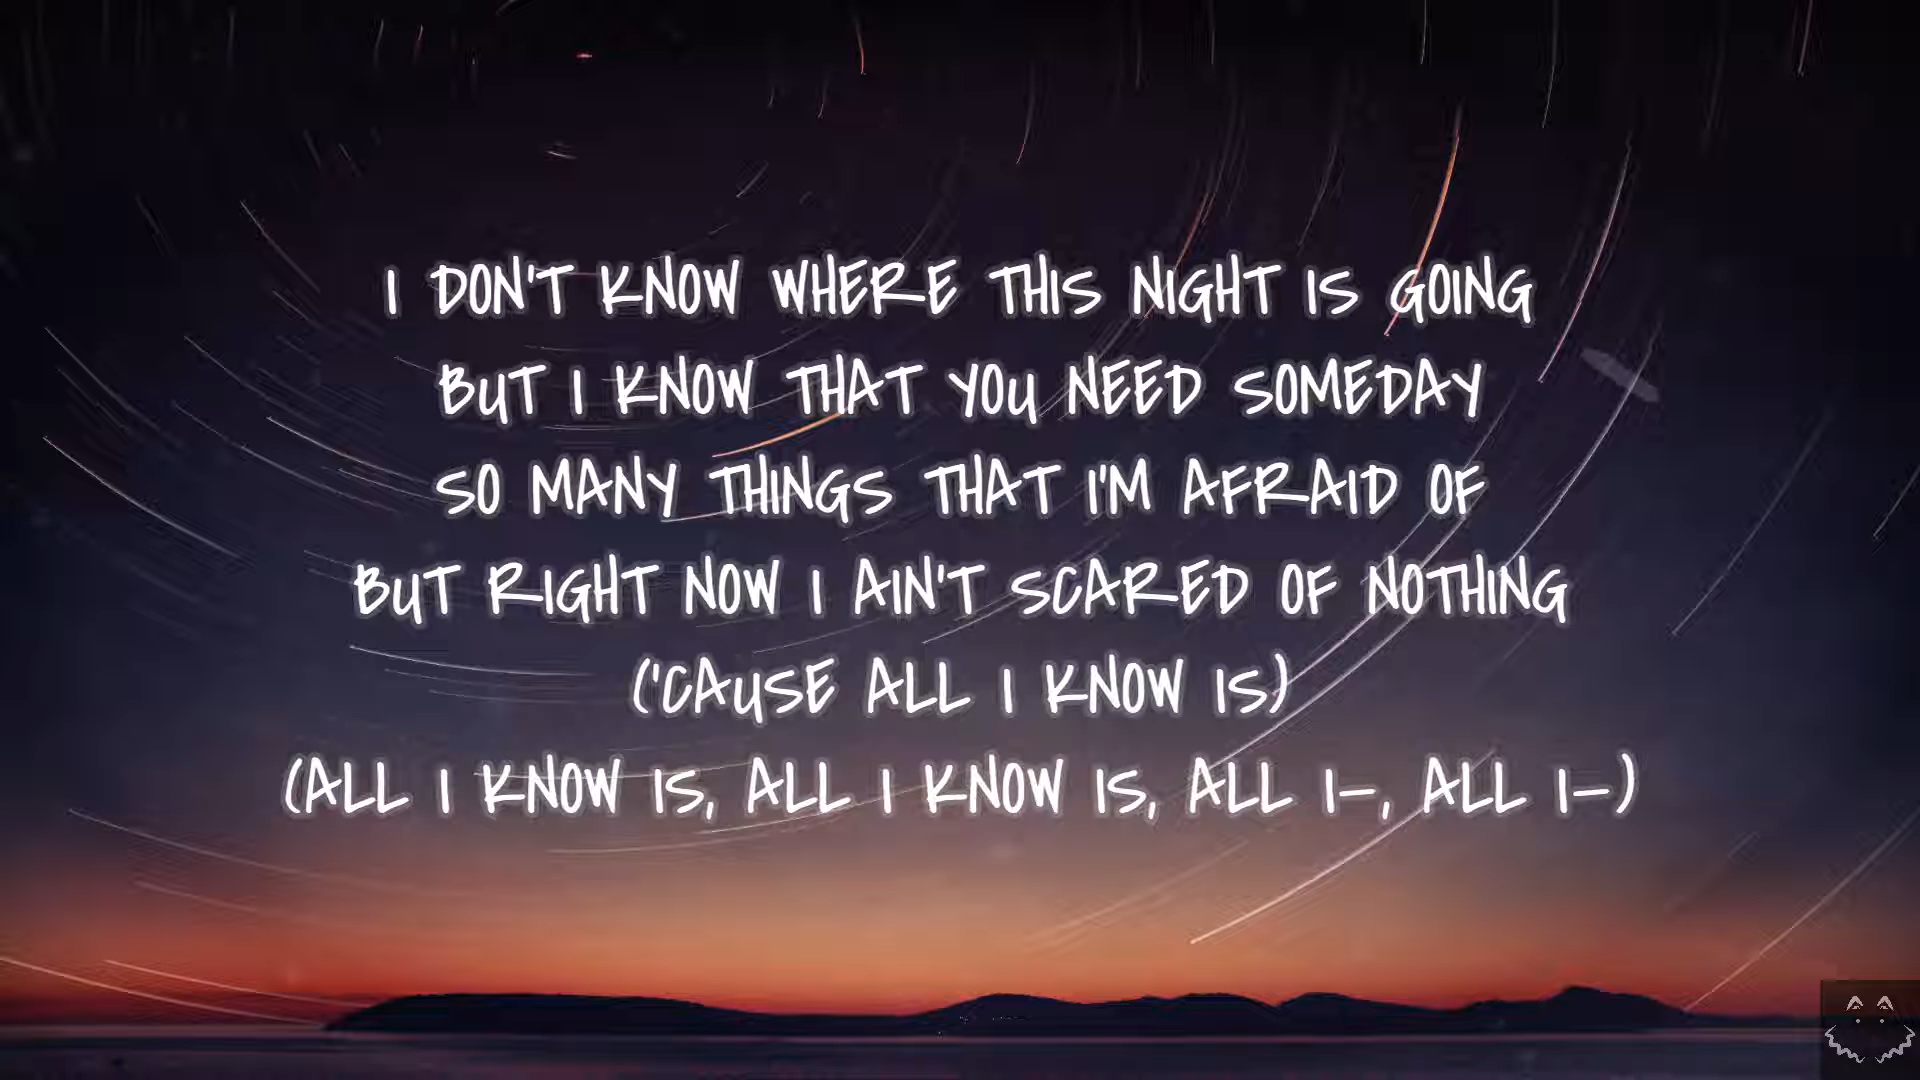 I DON'T KNOW WHERE THIS NIGHT IS GOING
BUT I KNOW THAT YOU NEED SOMEDAY
SO MANY THINGS THAT I'M AFRAID OF
BUT RIGHT NOW I AIN'T SCARED OF NOTHING
('CAUSE ALL I KNOW IS)
(ALL I KNOW IS, ALL I KNOW IS, ALL I–, ALL I–)